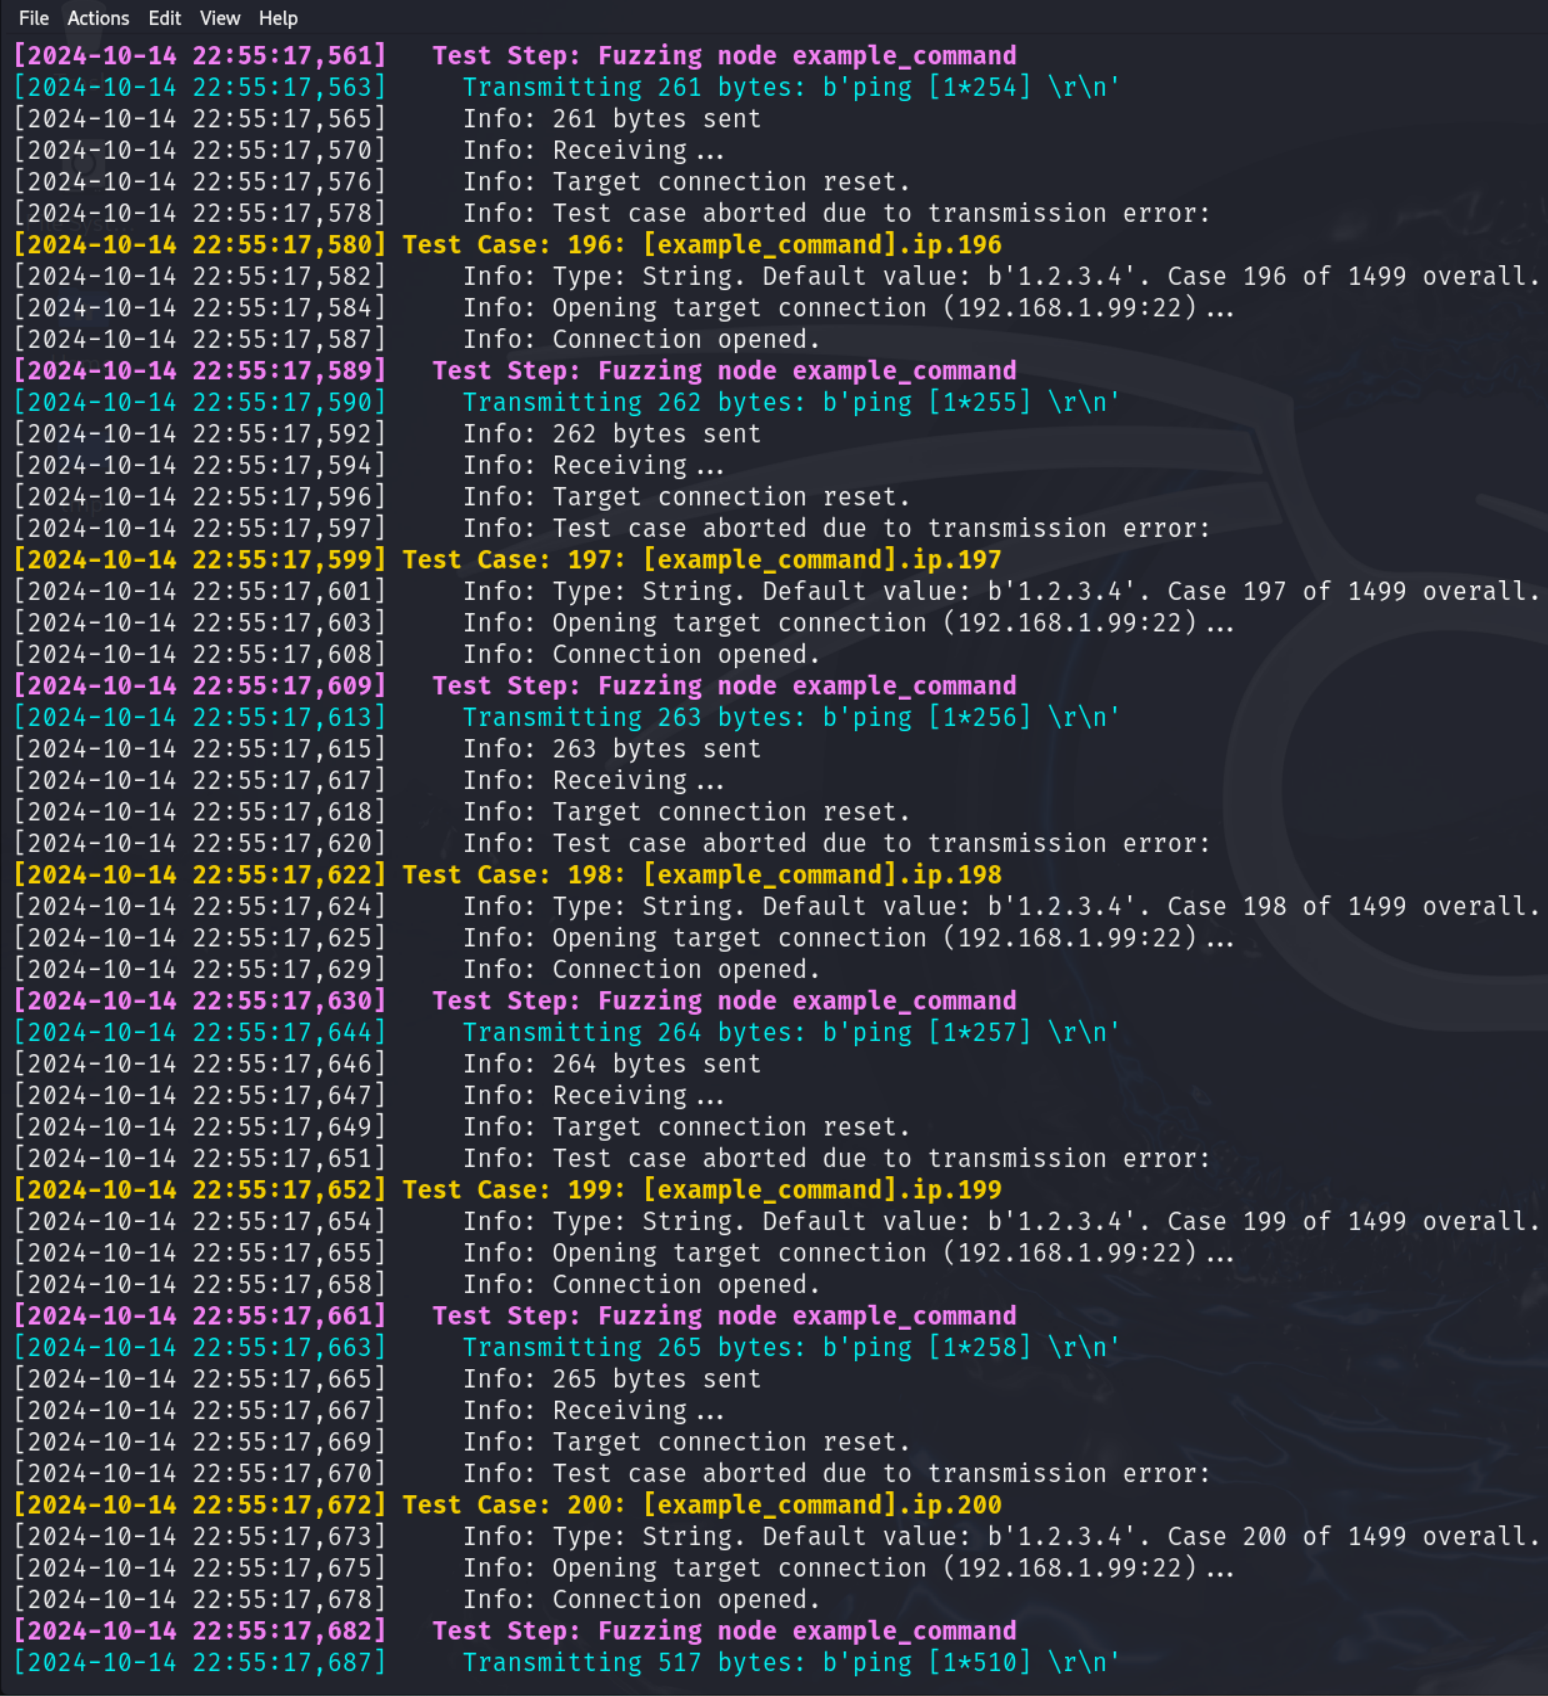 File Actions Edit View Help
[2024-10-14 22:55:17,561] Test Step: Fuzzing node example_command
[2024-10-14 22:55:17,563] Transmitting 261 bytes: b'ping [1*254] \r\n'
[2024-10-14 22:55:17,565] Info: 261 bytes sent
[2024-10-14 22:55:17,570] Info: Receiving...
[2024-10-14 22:55:17,576] Info: Target connection reset.
[2024-10-14 22:55:17,578] Info: Test case aborted due to transmission error:
[2024-10-14 22:55:17,580] Test Case: 196: [example_command].ip.196
[2024-10-14 22:55:17,582] Info: Type: String. Default value: b'1.2.3.4'. Case 196 of 1499 overall.
[2024-10-14 22:55:17,584] Info: Opening target connection (192.168.1.99:22)...
[2024-10-14 22:55:17,587] Info: Connection opened.
[2024-10-14 22:55:17,589] Test Step: Fuzzing node example_command
[2024-10-14 22:55:17,590] Transmitting 262 bytes: b'ping [1*255] \r\n'
[2024-10-14 22:55:17,592] Info: 262 bytes sent
[2024-10-14 22:55:17,594] Info: Receiving...
[2024-10-14 22:55:17,596] Info: Target connection reset.
[2024-10-14 22:55:17,597] Info: Test case aborted due to transmission error:
[2024-10-14 22:55:17,599] Test Case: 197: [example_command].ip.197
[2024-10-14 22:55:17,601] Info: Type: String. Default value: b'1.2.3.4'. Case 197 of 1499 overall.
[2024-10-14 22:55:17,603] Info: Opening target connection (192.168.1.99:22)...
[2024-10-14 22:55:17,608] Info: Connection opened.
[2024-10-14 22:55:17,609] Test Step: Fuzzing node example_command
[2024-10-14 22:55:17,613] Transmitting 263 bytes: b'ping [1*256] \r\n'
[2024-10-14 22:55:17,615] Info: 263 bytes sent
[2024-10-14 22:55:17,617] Info: Receiving...
[2024-10-14 22:55:17,618] Info: Target connection reset.
[2024-10-14 22:55:17,620] Info: Test case aborted due to transmission error:
[2024-10-14 22:55:17,622] Test Case: 198: [example_command].ip.198
[2024-10-14 22:55:17,624] Info: Type: String. Default value: b'1.2.3.4'. Case 198 of 1499 overall.
[2024-10-14 22:55:17,625] Info: Opening target connection (192.168.1.99:22)...
[2024-10-14 22:55:17,629] Info: Connection opened.
[2024-10-14 22:55:17,630] Test Step: Fuzzing node example_command
[2024-10-14 22:55:17,644] Transmitting 264 bytes: b'ping [1*257] \r\n'
[2024-10-14 22:55:17,646] Info: 264 bytes sent
[2024-10-14 22:55:17,647] Info: Receiving...
[2024-10-14 22:55:17,649] Info: Target connection reset.
[2024-10-14 22:55:17,651] Info: Test case aborted due to transmission error:
[2024-10-14 22:55:17,652] Test Case: 199: [example_command].ip.199
[2024-10-14 22:55:17,654] Info: Type: String. Default value: b'1.2.3.4'. Case 199 of 1499 overall.
[2024-10-14 22:55:17,655] Info: Opening target connection (192.168.1.99:22)...
[2024-10-14 22:55:17,658] Info: Connection opened.
[2024-10-14 22:55:17,661] Test Step: Fuzzing node example_command
[2024-10-14 22:55:17,663] Transmitting 265 bytes: b'ping [1*258] \r\n'
[2024-10-14 22:55:17,665] Info: 265 bytes sent
[2024-10-14 22:55:17,667] Info: Receiving...
[2024-10-14 22:55:17,669] Info: Target connection reset.
[2024-10-14 22:55:17,670] Info: Test case aborted due to transmission error:
[2024-10-14 22:55:17,672] Test Case: 200: [example_command].ip.200
[2024-10-14 22:55:17,673] Info: Type: String. Default value: b'1.2.3.4'. Case 200 of 1499 overall.
[2024-10-14 22:55:17,675] Info: Opening target connection (192.168.1.99:22)...
[2024-10-14 22:55:17,678] Info: Connection opened.
[2024-10-14 22:55:17,682] Test Step: Fuzzing node example_command
[2024-10-14 22:55:17,687] Transmitting 517 bytes: b'ping [1*510] \r\n'